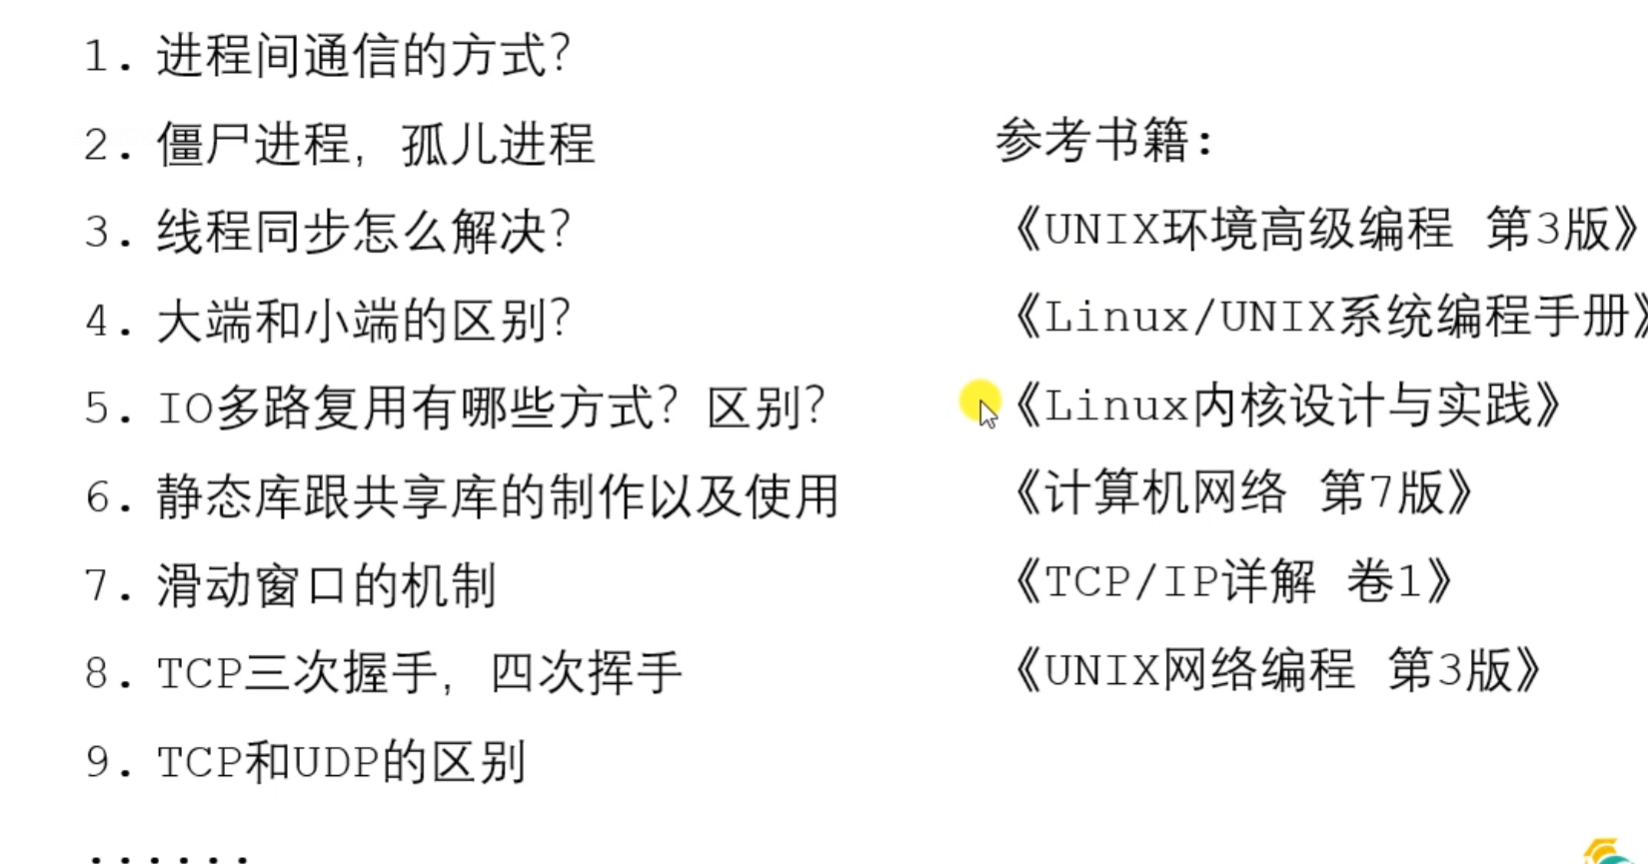 1. 进程间通信的方式?
2. 僵尸进程, 孤儿进程
3. 线程同步怎么解决?
4. 大端和小端的区别?
5. IO多路复用有哪些方式? 区别?
6. 静态库跟共享库的制作以及使用
7. 滑动窗口的机制
8. TCP三次握手, 四次挥手
9. TCP和UDP的区别
......
参考书籍:
《UNIX环境高级编程 第3版》
《Linux/UNIX系统编程手册》
《Linux内核设计与实践》
《计算机网络 第7版》
《TCP/IP详解 卷1》
《UNIX网络编程 第3版》